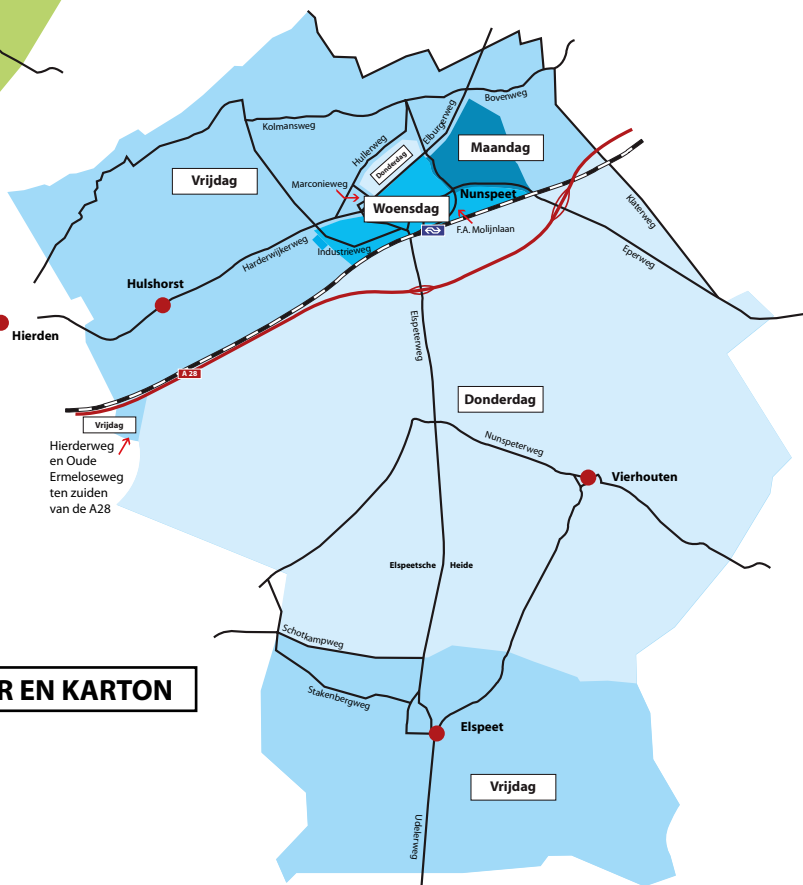 Bovenweg
Elburgerweg
Kolmansweg
Hullerweg
Maandag
Donderdag
Vrijdag
Marconieweg
Nunspeet
Woensdag
Klaterweg
F.A. Molijnlaan
Industrieweg
Harderwijkerweg
Eperweg
Hulshorst
Hierden
Elspeterweg
A 28
Donderdag
Vrijdag
Hierderweg
en Oude
Ermeloseweg
ten zuiden
van de A28
Nunspeterweg
Vierhouten
Elspeetsche Heide
Schotkampweg
R EN KARTON
Stakenbergweg
Elspeet
Vrijdag
Udelerweg